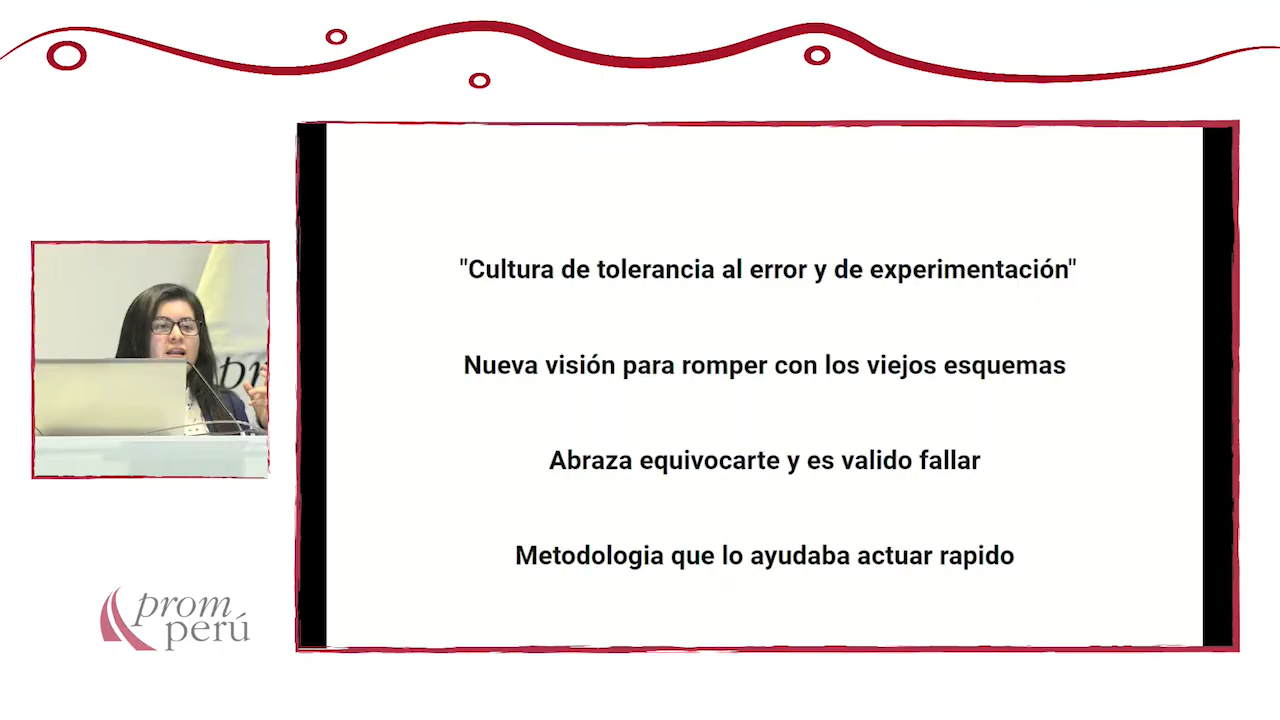 "Cultura de tolerancia al error y de experimentación"
Nueva visión para romper con los viejos esquemas
Abraza equivocarte y es valido fallar
Metodologia que lo ayudaba actuar rapido
pr
prom
perú